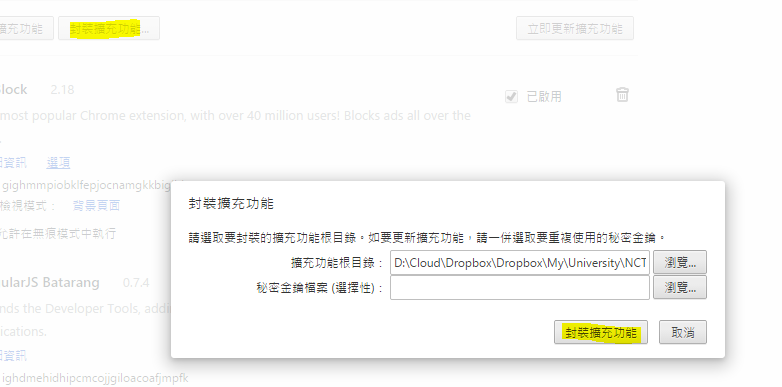 擴充功能 封裝擴充功能... 立即更新擴充功能
lock 2.18 已啟用
most popular Chrome extension, with over 40 million users! Blocks ads all over the
資訊 選項
gighmmpiobklfepjocnamgkkbig
檢視模式： 背景頁面
允許在無痕模式中執行
封裝擴充功能
請選取要封裝的擴充功能根目錄。如要更新擴充功能，請一併選取要重複使用的秘密金鑰。
擴充功能根目錄： D:\Cloud\Dropbox\Dropbox\My\University\NCT 瀏覽...
秘密金鑰檔案 (選擇性)： 瀏覽...
封裝擴充功能 取消
ularJS Batarang 0.7.4
nds the Developer Tools, addi
ications.
資訊
ighdmehidhipcmcojjgiloacoafjmpfk